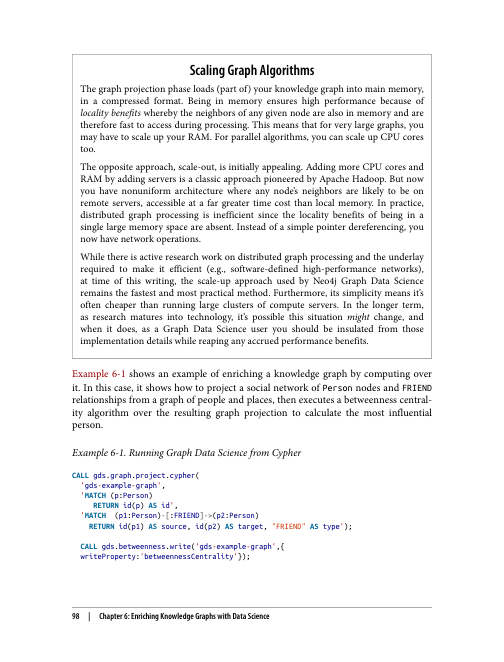 Scaling Graph Algorithms
The graph projection phase loads (part of) your knowledge graph into main memory,
in a compressed format. Being in memory ensures high performance because of
locality benefits whereby the neighbors of any given node are also in memory and are
therefore fast to access during processing. This means that for very large graphs, you
may have to scale up your RAM. For parallel algorithms, you can scale up CPU cores
too.
The opposite approach, scale-out, is initially appealing. Adding more CPU cores and
RAM by adding servers is a classic approach pioneered by Apache Hadoop. But now
you have nonuniform architecture where any node's neighbors are likely to be on
remote servers, accessible at a far greater time cost than local memory. In practice,
distributed graph processing is inefficient since the locality benefits of being in a
single large memory space are absent. Instead of a simple pointer dereferencing, you
now have network operations.
While there is active research work on distributed graph processing and the underlay
required to make it efficient (e.g., software-defined high-performance networks),
at time of this writing, the scale-up approach used by Neo4j Graph Data Science
remains the fastest and most practical method. Furthermore, its simplicity means it's
often cheaper than running large clusters of compute servers. In the longer term,
as research matures into technology, it's possible this situation might change, and
when it does, as a Graph Data Science user you should be insulated from those
implementation details while reaping any accrued performance benefits.
Example 6-1 shows an example of enriching a knowledge graph by computing over
it. In this case, it shows how to project a social network of Person nodes and FRIEND
relationships from a graph of people and places, then executes a betweenness central-
ity algorithm over the resulting graph projection to calculate the most influential
person.
Example 6-1. Running Graph Data Science from Cypher
CALL gds.graph.project.cypher(
'gds-example-graph',
'MATCH (p:Person)
RETURN id(p) AS id',
'MATCH (p1:Person)-[:FRIEND]->(p2:Person)
RETURN id(p1) AS source, id(p2) AS target, "FRIEND" AS type');
CALL gds.betweenness.write('gds-example-graph',{
writeProperty:'betweennessCentrality'});
98 | Chapter 6: Enriching Knowledge Graphs with Data Science